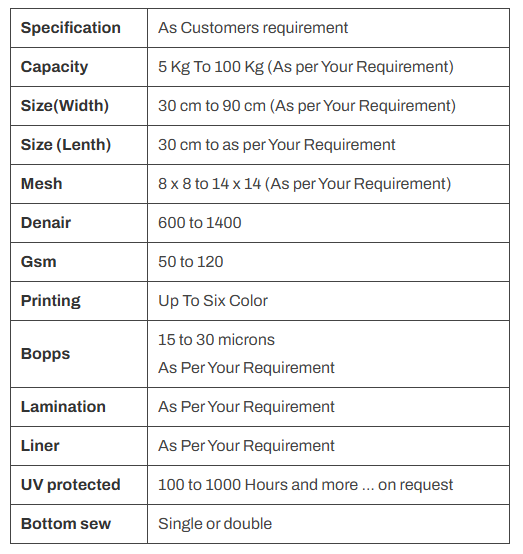 Specification As Customers requirement
Capacity 5 Kg To 100 Kg (As per Your Requirement)
Size(Width) 30 cm to 90 cm (As per Your Requirement)
Size (Lenth) 30 cm to as per Your Requirement
Mesh 8 x 8 to 14 x 14 (As per Your Requirement)
Denair 600 to 1400
Gsm 50 to 120
Printing Up To Six Color
Bopps 15 to 30 microns
As Per Your Requirement
Lamination As Per Your Requirement
Liner As Per Your Requirement
UV protected 100 to 1000 Hours and more ... on request
Bottom sew Single or double